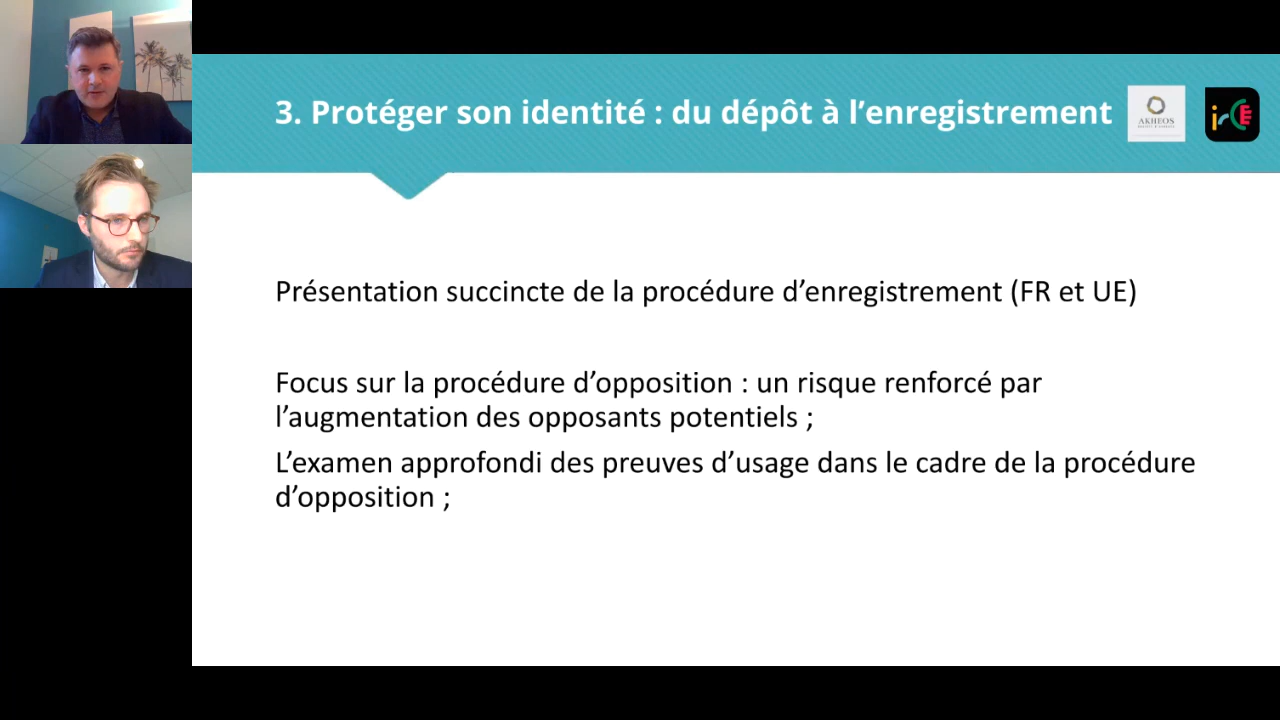 3. Protéger son identité : du dépôt à l’enregistrement
AKHEOS
Présentation succincte de la procédure d’enregistrement (FR et UE)
Focus sur la procédure d’opposition : un risque renforcé par
l’augmentation des opposants potentiels ;
L’examen approfondi des preuves d’usage dans le cadre de la procédure
d’opposition ;